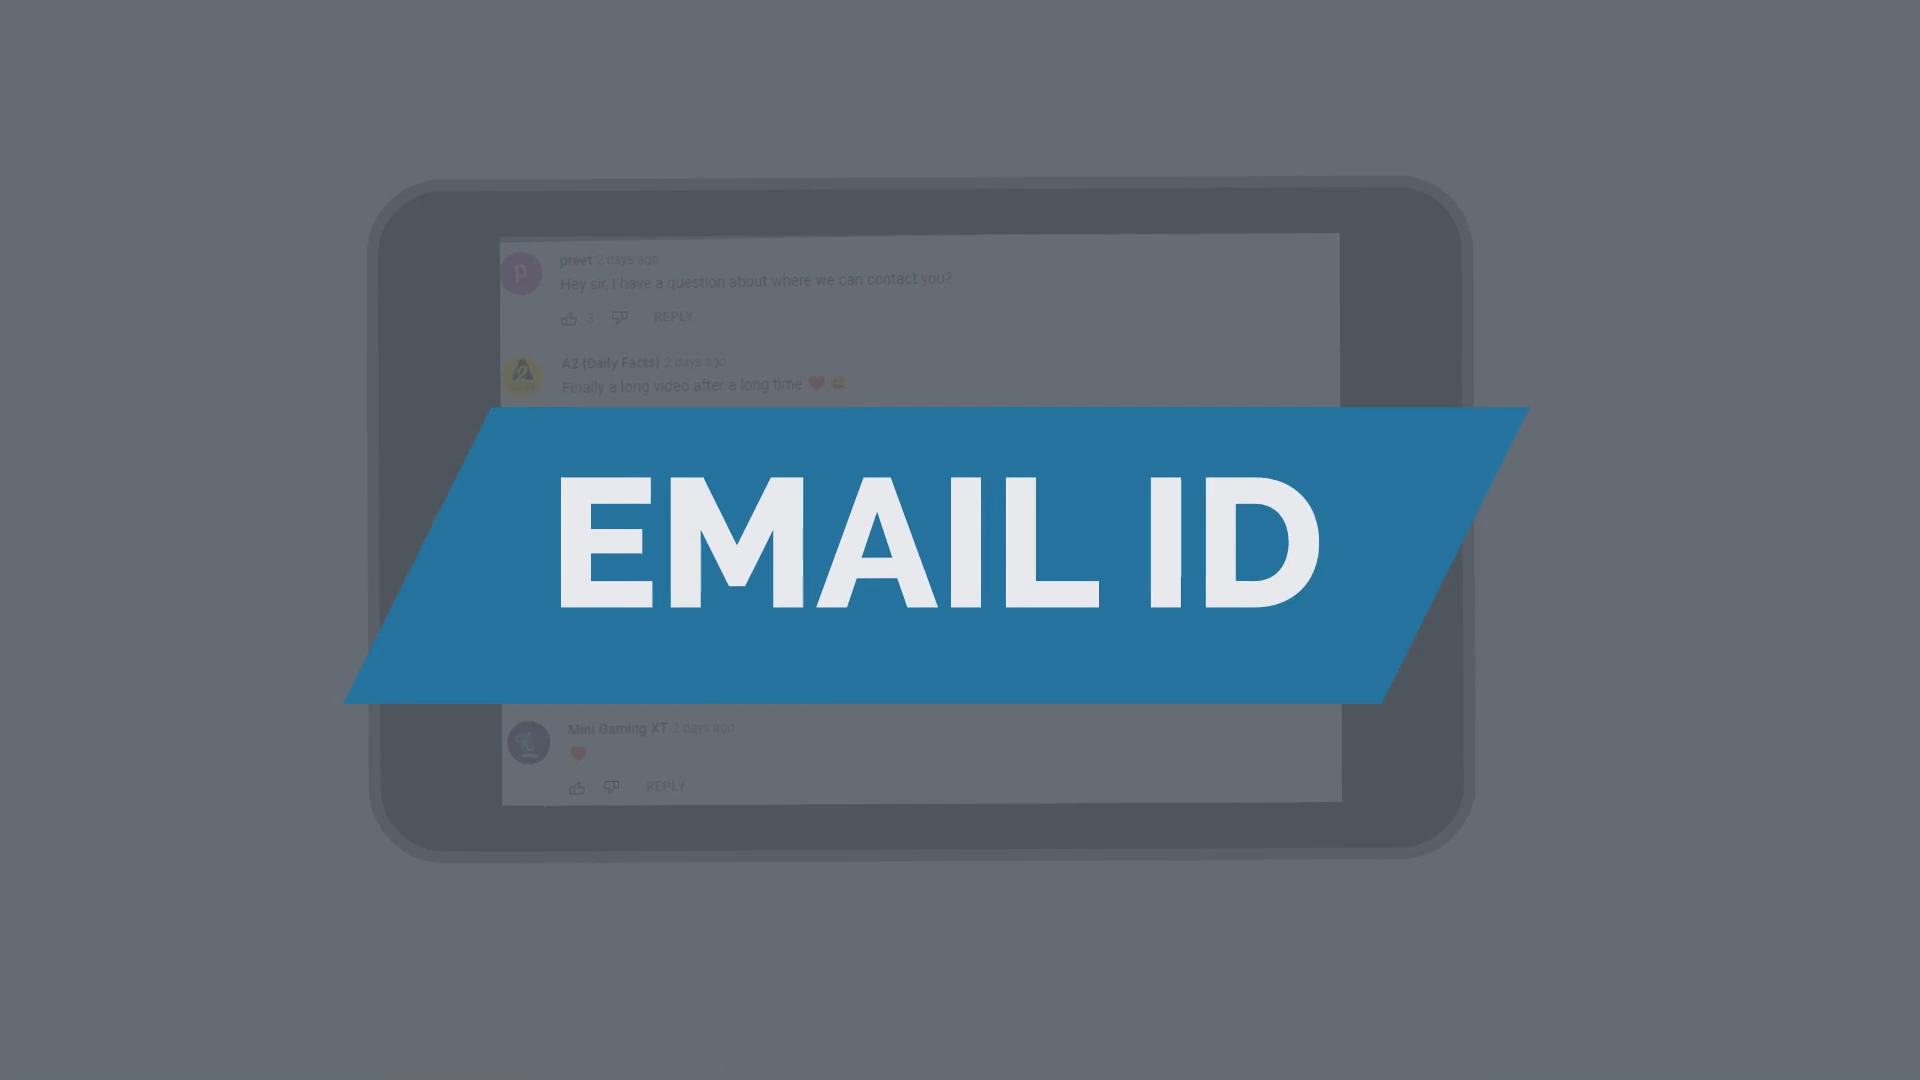 p
preet 2 days ago
Hey sir, I have a question about where we can contact you?
3 REPLY
A2 (Daily Facts) 2 days ago
Finally a long video after a long time ❤️ 😄
EMAIL ID
Mini Gaming XT 2 days ago
❤️
REPLY